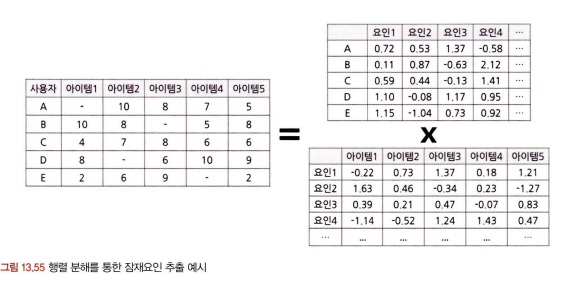 사용자 아이템1 아이템2 아이템3 아이템4 아이템5
A - 10 8 7 5
B 10 8 - 5 8
C 4 7 8 6 6
D 8 - 6 10 9
E 2 6 9 - 2
=
요인1 요인2 요인3 요인4 ...
A 0.72 0.53 1.37 -0.58 ...
B 0.11 0.87 -0.63 2.12 ...
C 0.59 0.44 -0.13 1.41 ...
D 1.10 -0.08 1.17 0.95 ...
E 1.15 -1.04 0.73 0.92 ...
X
아이템1 아이템2 아이템3 아이템4 아이템5
요인1 -0.22 0.73 1.37 0.18 1.21
요인2 1.63 0.46 -0.34 0.23 -1.27
요인3 0.39 0.21 0.47 -0.07 0.83
요인4 -1.14 -0.52 1.24 1.43 0.47
... ... ... ... ... ...
그림 13.55 행렬 분해를 통한 잠재요인 추출 예시